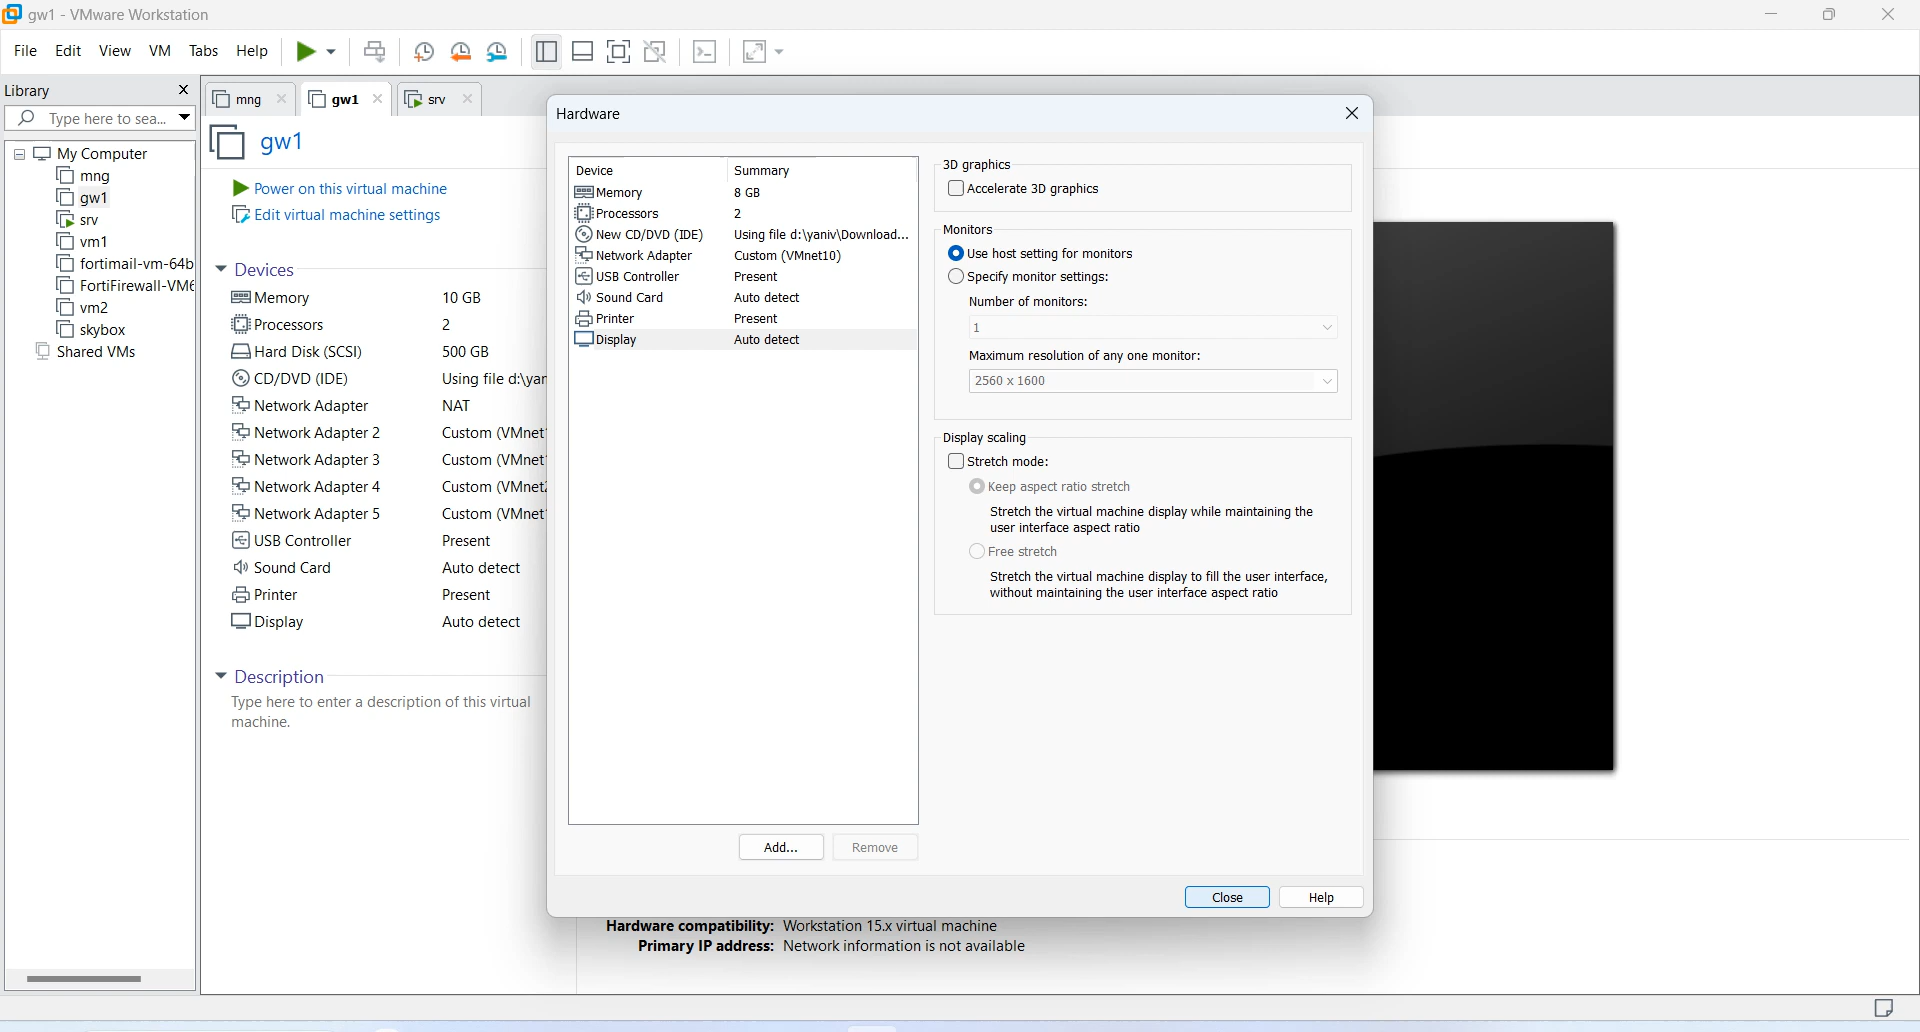 gw1 - VMware Workstation
File Edit View VM Tabs Help
Library
Type here to sea...
My Computer
mng
gw1
srv
vm1
fortimail-vm-64b
FortiFirewall-VM6
vm2
skybox
Shared VMs
mng gw1 srv
gw1
Power on this virtual machine
Edit virtual machine settings
Devices
Memory 10 GB
Processors 2
Hard Disk (SCSI) 500 GB
CD/DVD (IDE) Using file d:\yan
Network Adapter NAT
Network Adapter 2 Custom (VMnet
Network Adapter 3 Custom (VMnet
Network Adapter 4 Custom (VMnet
Network Adapter 5 Custom (VMnet
USB Controller Present
Sound Card Auto detect
Printer Present
Display Auto detect
Description
Type here to enter a description of this virtual
machine.
Hardware
Device Summary
Memory 8 GB
Processors 2
New CD/DVD (IDE) Using file d:\yaniv\Download...
Network Adapter Custom (VMnet10)
USB Controller Present
Sound Card Auto detect
Printer Present
Display Auto detect
Add... Remove
3D graphics
Accelerate 3D graphics
Monitors
Use host setting for monitors
Specify monitor settings:
Number of monitors:
1
Maximum resolution of any one monitor:
2560 x 1600
Display scaling
Stretch mode:
Keep aspect ratio stretch
Stretch the virtual machine display while maintaining the
user interface aspect ratio
Free stretch
Stretch the virtual machine display to fill the user interface,
without maintaining the user interface aspect ratio
Close Help
Hardware compatibility: Workstation 15.x virtual machine
Primary IP address: Network information is not available